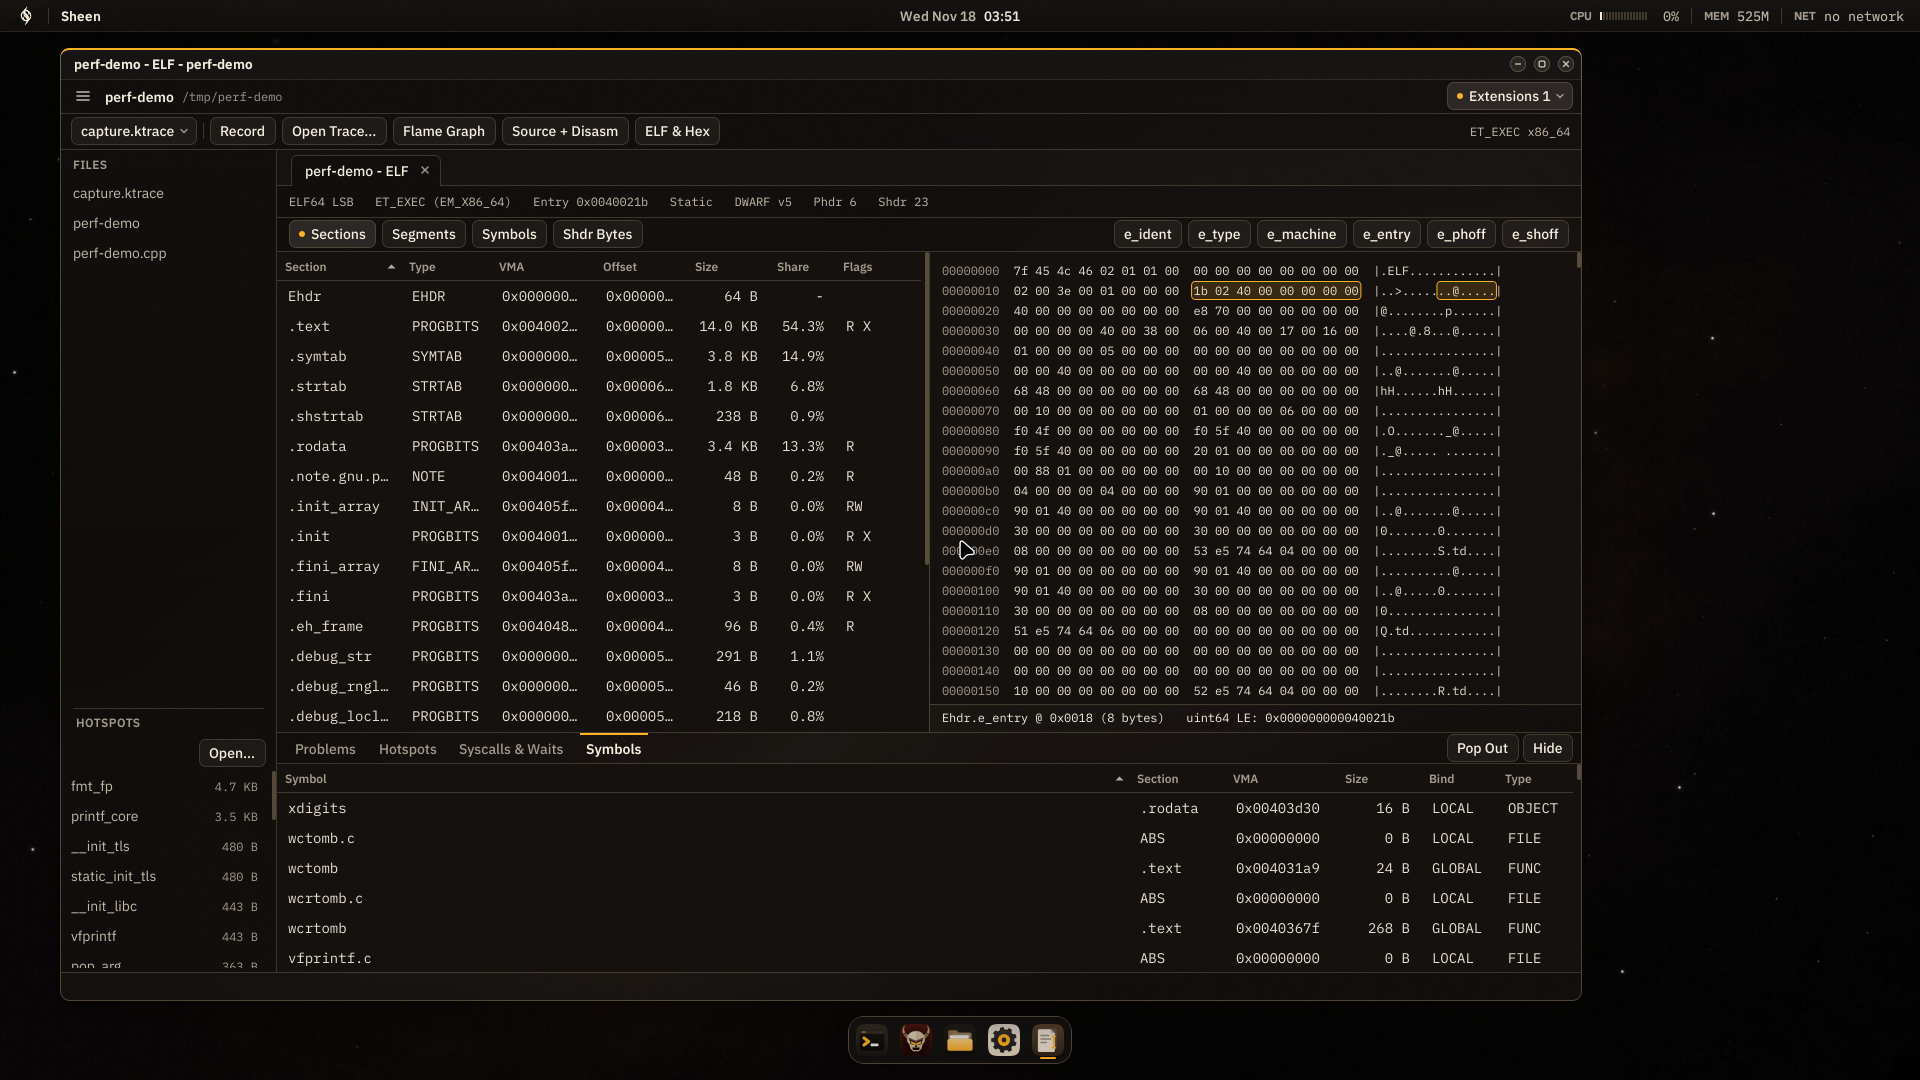 Sheen
Wed Nov 18 03:51
CPU 0% MEM 525M NET no network
perf-demo - ELF - perf-demo
perf-demo /tmp/perf-demo
Extensions 1
capture.ktrace Record Open Trace... Flame Graph Source + Disasm ELF & Hex
ET_EXEC x86_64
FILES
capture.ktrace
perf-demo
perf-demo.cpp
perf-demo - ELF
ELF64 LSB ET_EXEC (EM_X86_64) Entry 0x0040021b Static DWARF v5 Phdr 6 Shdr 23
Sections Segments Symbols Shdr Bytes
e_ident e_type e_machine e_entry e_phoff e_shoff
Section Type VMA Offset Size Share Flags
Ehdr EHDR 0x000000… 0x00000… 64 B -
.text PROGBITS 0x004002… 0x00000… 14.0 KB 54.3% R X
.symtab SYMTAB 0x000000… 0x00005… 3.8 KB 14.9%
.strtab STRTAB 0x000000… 0x00006… 1.8 KB 6.8%
.shstrtab STRTAB 0x000000… 0x00006… 238 B 0.9%
.rodata PROGBITS 0x00403a… 0x00003… 3.4 KB 13.3% R
.note.gnu.p… NOTE 0x004001… 0x00000… 48 B 0.2% R
.init_array INIT_AR… 0x00405f… 0x00004… 8 B 0.0% RW
.init PROGBITS 0x004001… 0x00000… 3 B 0.0% R X
.fini_array FINI_AR… 0x00405f… 0x00004… 8 B 0.0% RW
.fini PROGBITS 0x00403a… 0x00003… 3 B 0.0% R X
.eh_frame PROGBITS 0x004048… 0x00004… 96 B 0.4% R
.debug_str PROGBITS 0x000000… 0x00005… 291 B 1.1%
.debug_rngl… PROGBITS 0x000000… 0x00005… 46 B 0.2%
.debug_locl… PROGBITS 0x000000… 0x00005… 218 B 0.8%
00000000 7f 45 4c 46 02 01 01 00 00 00 00 00 00 00 00 00 |.ELF............|
00000010 02 00 3e 00 01 00 00 00 1b 02 40 00 00 00 00 00 |..>.......@.....|
00000020 40 00 00 00 00 00 00 00 e8 70 00 00 00 00 00 00 |@........p......|
00000030 00 00 00 00 40 00 38 00 06 00 40 00 17 00 16 00 |....@.8...@.....|
00000040 01 00 00 00 05 00 00 00 00 00 00 00 00 00 00 00 |................|
00000050 00 00 40 00 00 00 00 00 00 00 40 00 00 00 00 00 |..@.......@.....|
00000060 68 48 00 00 00 00 00 00 68 48 00 00 00 00 00 00 |hH......hH......|
00000070 00 10 00 00 00 00 00 00 01 00 00 00 06 00 00 00 |................|
00000080 f0 4f 00 00 00 00 00 00 f0 5f 40 00 00 00 00 00 |.O......._@.....|
00000090 f0 5f 40 00 00 00 00 00 20 01 00 00 00 00 00 00 |._@..... .......|
000000a0 00 88 01 00 00 00 00 00 00 10 00 00 00 00 00 00 |................|
000000b0 04 00 00 00 04 00 00 00 90 01 00 00 00 00 00 00 |................|
000000c0 90 01 40 00 00 00 00 00 90 01 40 00 00 00 00 00 |..@.......@.....|
000000d0 30 00 00 00 00 00 00 00 30 00 00 00 00 00 00 00 |0.......0.......|
000000e0 08 00 00 00 00 00 00 00 53 e5 74 64 04 00 00 00 |........S.td....|
000000f0 90 01 00 00 00 00 00 00 90 01 40 00 00 00 00 00 |..........@.....|
00000100 90 01 40 00 00 00 00 00 30 00 00 00 00 00 00 00 |..@.....0.......|
00000110 30 00 00 00 00 00 00 00 08 00 00 00 00 00 00 00 |0...............|
00000120 51 e5 74 64 06 00 00 00 00 00 00 00 00 00 00 00 |Q.td............|
00000130 00 00 00 00 00 00 00 00 00 00 00 00 00 00 00 00 |................|
00000140 00 00 00 00 00 00 00 00 00 00 00 00 00 00 00 00 |................|
00000150 10 00 00 00 00 00 00 00 52 e5 74 64 04 00 00 00 |........R.td....|
Ehdr.e_entry @ 0x0018 (8 bytes) uint64 LE: 0x000000000040021b
HOTSPOTS
Open...
fmt_fp 4.7 KB
printf_core 3.5 KB
__init_tls 480 B
static_init_tls 480 B
__init_libc 443 B
vfprintf 443 B
pop_arg 363 B
Problems Hotspots Syscalls & Waits Symbols
Pop Out Hide
Symbol Section VMA Size Bind Type
xdigits .rodata 0x00403d30 16 B LOCAL OBJECT
wctomb.c ABS 0x00000000 0 B LOCAL FILE
wctomb .text 0x004031a9 24 B GLOBAL FUNC
wcrtomb.c ABS 0x00000000 0 B LOCAL FILE
wcrtomb .text 0x0040367f 268 B GLOBAL FUNC
vfprintf.c ABS 0x00000000 0 B LOCAL FILE